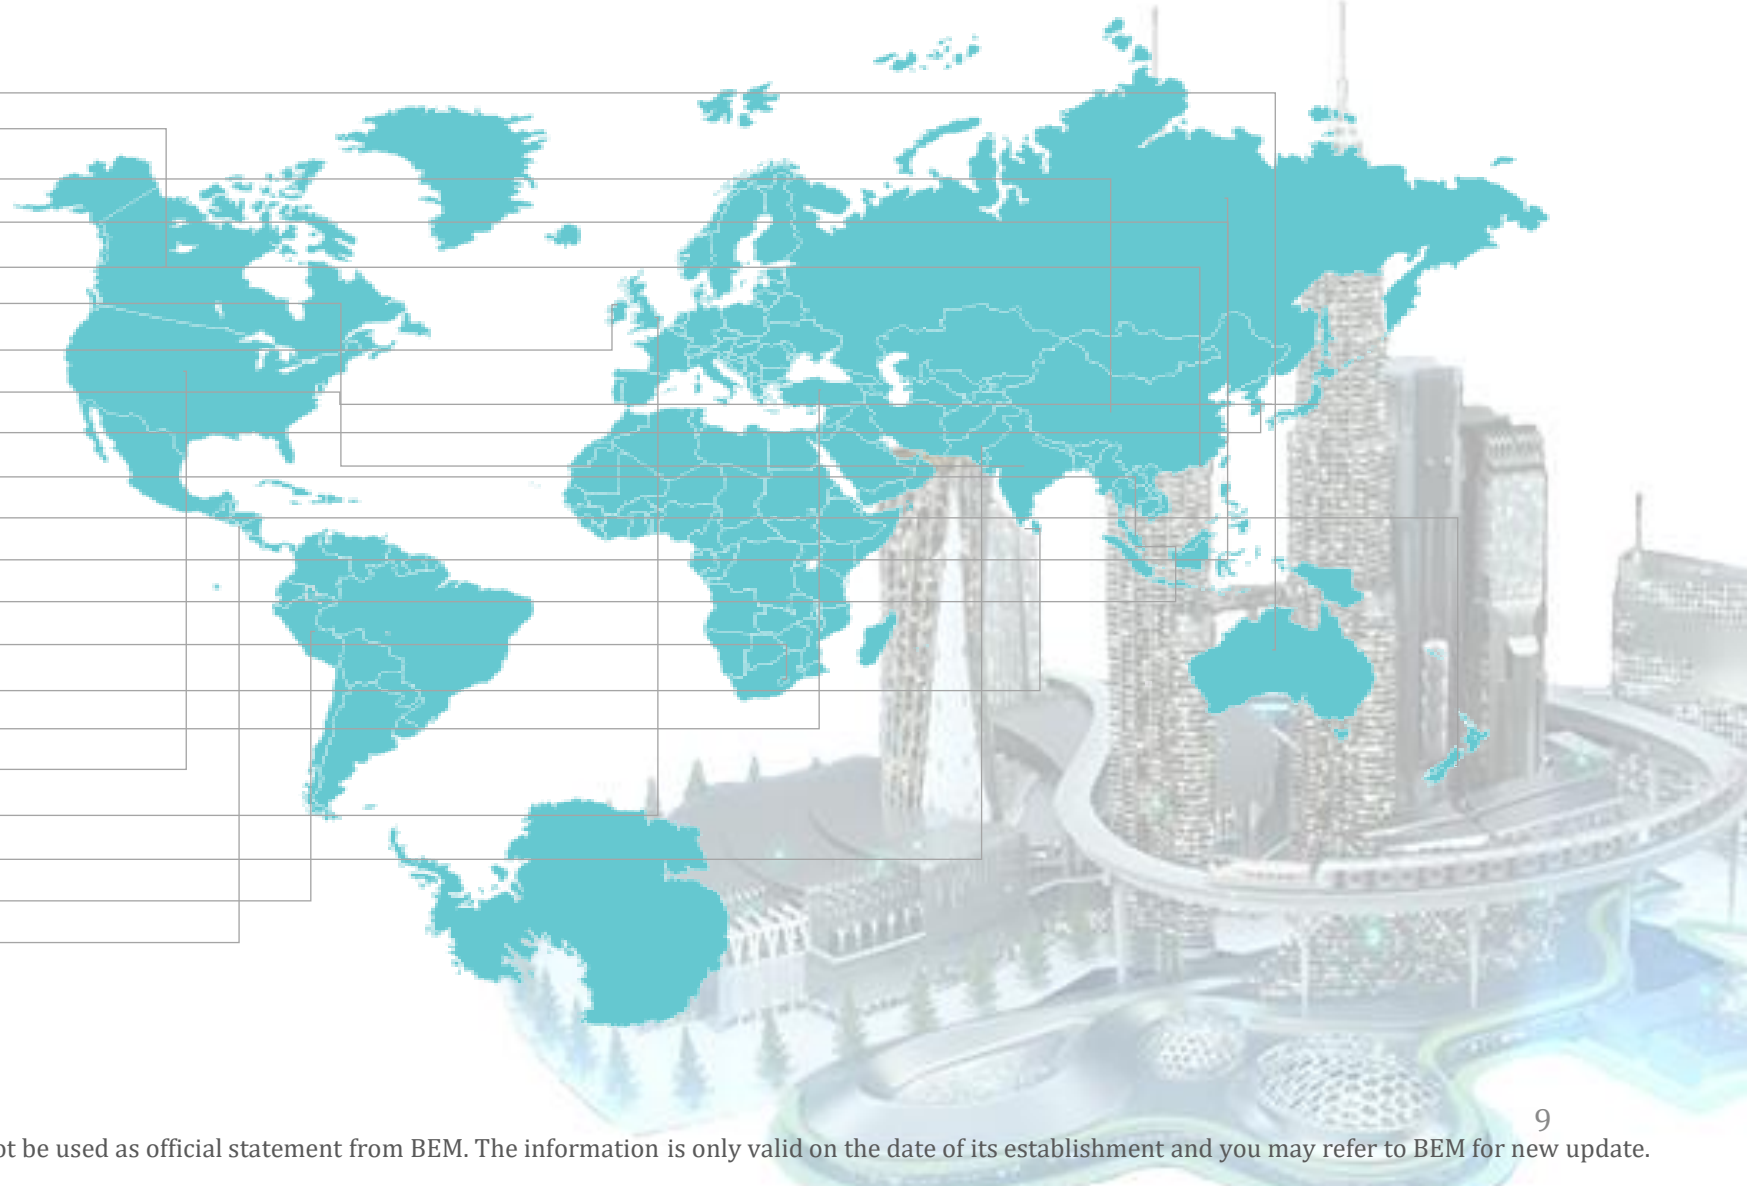 9
ot be used as official statement from BEM. The information is only valid on the date of its establishment and you may refer to BEM for new update.